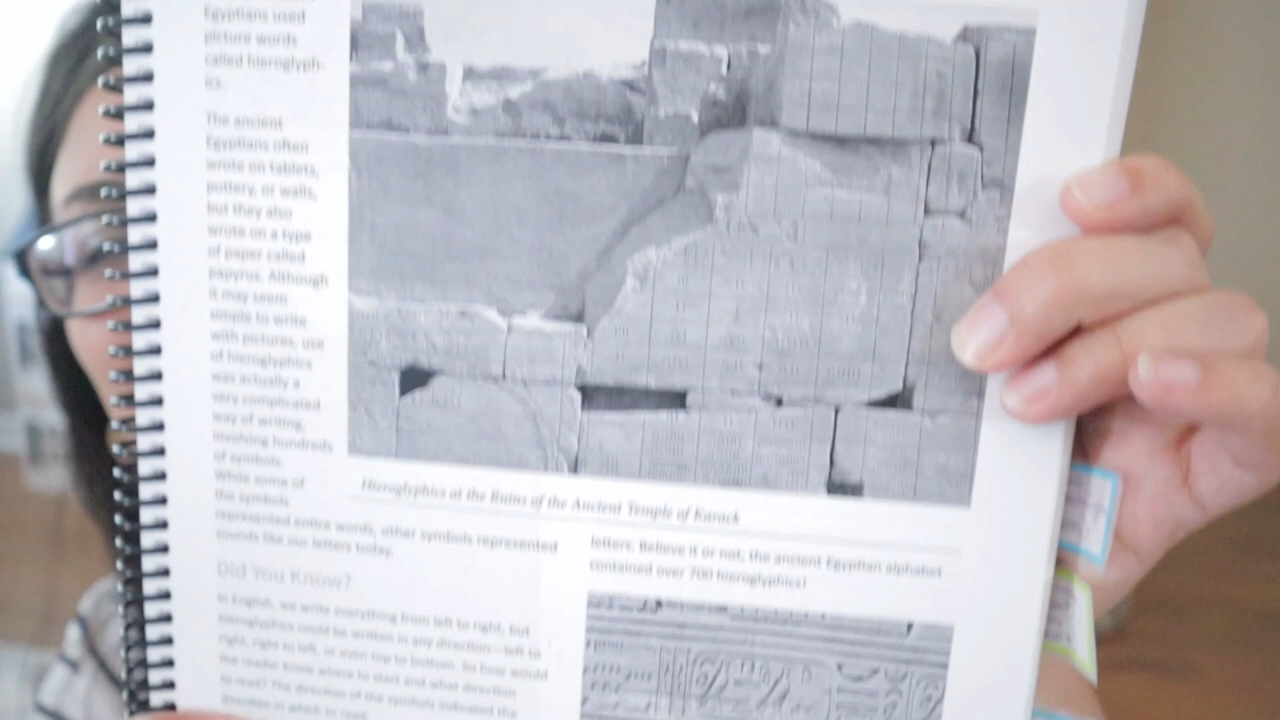 Egyptians used
picture words
called hieroglyph-
ics.
The ancient
Egyptians often
wrote on tablets,
pottery, or walls,
but they also
wrote on a type
of paper called
papyrus. Although
it may seem
simple to write
with pictures, use
of hieroglyphics
was actually a
very complicated
way of writing,
involving hundreds
of symbols.
While some of
the symbols
represented entire words, other symbols represented
sounds like our letters today.
Hieroglyphics at the Ruins of the Ancient Temple of Karack
Did You Know?
In English, we write everything from left to right, but
hieroglyphics could be written in any direction—left to
right, right to left, or even top to bottom. So how would
the reader know where to start and what direction
to read? The direction of the symbols indicated the
direction in which to read.
letters. Believe it or not, the ancient Egyptian alphabet
contained over 700 hieroglyphics!